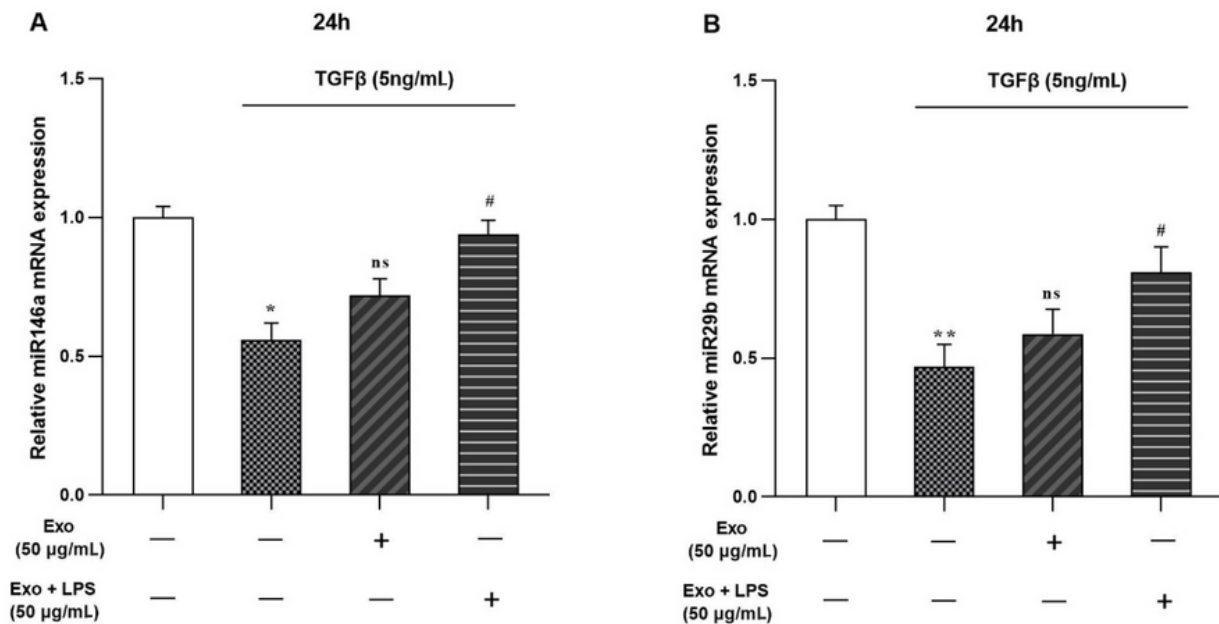 A
24h
TGFβ (5ng/mL)
Relative miR146a mRNA expression
1.5
1.0
0.5
0.0
#
ns
*
Exo
(50 µg/mL)
— — + —
Exo + LPS
(50 µg/mL)
— — — +
B
24h
TGFβ (5ng/mL)
Relative miR29b mRNA expression
1.5
1.0
0.5
0.0
#
ns
**
Exo
(50 µg/mL)
— — + —
Exo + LPS
(50 µg/mL)
— — — +